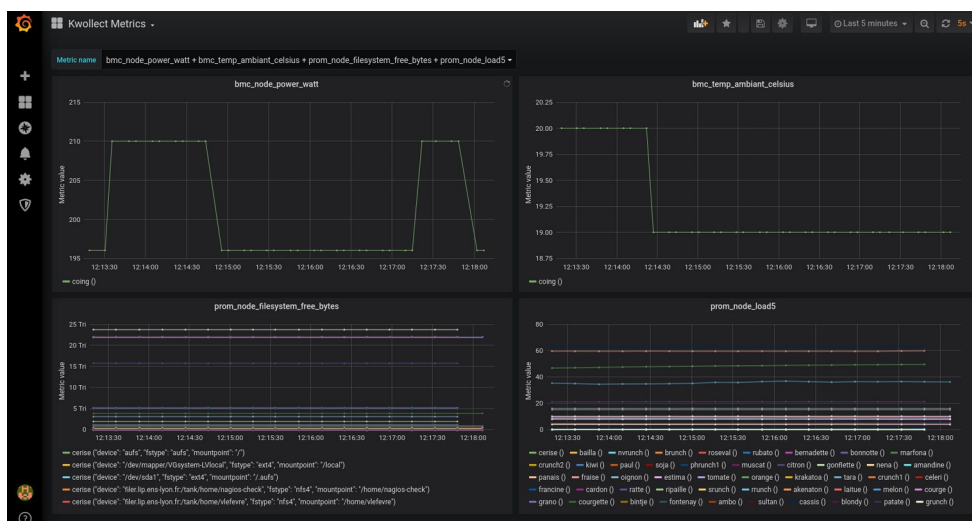 Kwollect Metrics
Last 5 minutes
5s
Metric name bmc_node_power_watt + bmc_temp_ambiant_celsius + prom_node_filesystem_free_bytes + prom_node_load5
bmc_node_power_watt
Metric value
215
210
205
200
195
12:13:30 12:14:00 12:14:30 12:15:00 12:15:30 12:16:00 12:16:30 12:17:00 12:17:30 12:18:00
coing ()
bmc_temp_ambiant_celsius
Metric value
20.25
20.00
19.75
19.50
19.25
19.00
18.75
12:13:30 12:14:00 12:14:30 12:15:00 12:15:30 12:16:00 12:16:30 12:17:00 12:17:30 12:18:00
coing ()
prom_node_filesystem_free_bytes
Metric value
25 Tri
20 Tri
15 Tri
10 Tri
5 Tri
0
12:13:30 12:14:00 12:14:30 12:15:00 12:15:30 12:16:00 12:16:30 12:17:00 12:17:30 12:18:00
cerise {"device": "aufs", "fstype": "aufs", "mountpoint": "/"}
cerise {"device": "/dev/mapper/VGsystem-LVlocal", "fstype": "ext4", "mountpoint": "/local"}
cerise {"device": "/dev/sda1", "fstype": "ext4", "mountpoint": "/.aufs"}
cerise {"device": "filer.lip.ens-lyon.fr:/tank/home/nagios-check", "fstype": "nfs4", "mountpoint": "/home/nagios-check"}
cerise {"device": "filer.lip.ens-lyon.fr:/tank/home/vlefevre", "fstype": "nfs4", "mountpoint": "/home/vlefevre"}
prom_node_load5
Metric value
80
60
40
20
0
12:13:30 12:14:00 12:14:30 12:15:00 12:15:30 12:16:00 12:16:30 12:17:00 12:17:30 12:18:00
cerise () bailla () nvrunch () brunch () roseval () rubato () bernadette () bonnotte () marfona ()
crunch2 () kiwi () paul () soja () phrunch1 () muscat () citron () gonflette () nena () amandine ()
panais () fraise () oignon () estima () tomate () orange () krakatoa () tara () crunch1 () celeri ()
francine () cardon () ratte () ripaille () srunch () rrunch () akenaton () laitue () melon () courge ()
grano () courgette () bintje () fontenay () ambo () sultan () cassis () blondy () patate () grunch ()